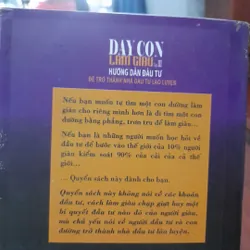 DẠY CON
LÀM GIÀU
HƯỚNG DẪN ĐẦU TƯ
ĐỂ TRỞ THÀNH NHÀ ĐẦU TƯ LÃO LUYỆN
Nếu bạn muốn tự tìm một con đường làm
giàu cho riêng mình hơn là đi tìm một con
đường bằng phẳng, trơn tru để làm giàu...
Nếu bạn là những người muốn học hỏi về
đầu tư để bước vào thế giới của 10% người
giàu kiểm soát 90% của cải của cả thế
giới...
... Quyển sách này dành cho bạn.
Quyển sách này không nói về các khoản
đầu tư, cách làm giàu chớp giật hay một
bí quyết đầu tư nào đó của người giàu,
mà chủ yếu nói về người đầu tư và con
đường trở thành nhà đầu tư lão luyện.